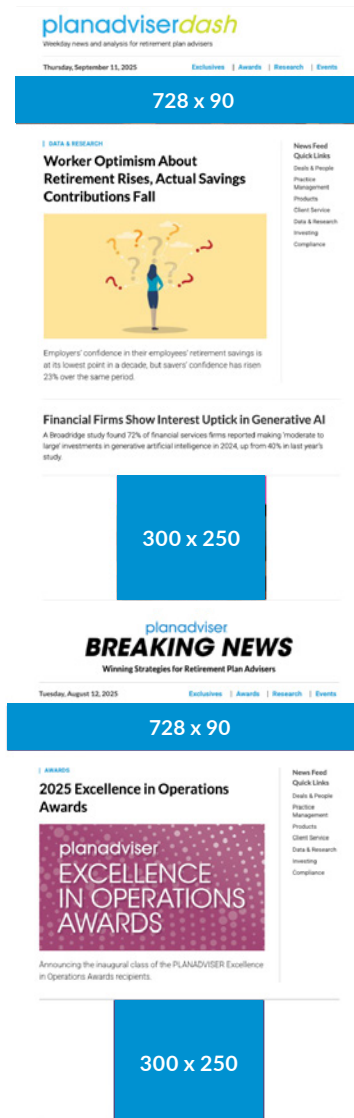 planadviserdash
Weekday news and analysis for retirement plan advisers
Thursday, September 11, 2025
Exclusives | Awards | Research | Events
728 x 90
| DATA & RESEARCH
Worker Optimism About
Retirement Rises, Actual Savings
Contributions Fall
? ? ? ? ? ? ? ?
Employers' confidence in their employees' retirement savings is
at its lowest point in a decade, but savers' confidence has risen
23% over the same period.
News Feed
Quick Links
Deals & People
Practice
Management
Products
Client Service
Data & Research
Investing
Compliance
Financial Firms Show Interest Uptick in Generative AI
A Broadridge study found 72% of financial services firms reported making 'moderate to
large' investments in generative artificial intelligence in 2024, up from 40% in last year's
study.
300 x 250
planadviser
BREAKING NEWS
Winning Strategies for Retirement Plan Advisers
Tuesday, August 12, 2025
Exclusives | Awards | Research | Events
728 x 90
| AWARDS
2025 Excellence in Operations
Awards
planadviser
EXCELLENCE
IN OPERATIONS
AWARDS
Announcing the inaugural class of the PLANADVISER Excellence
in Operations Awards recipients.
News Feed
Quick Links
Deals & People
Practice
Management
Products
Client Service
Data & Research
Investing
Compliance
300 x 250